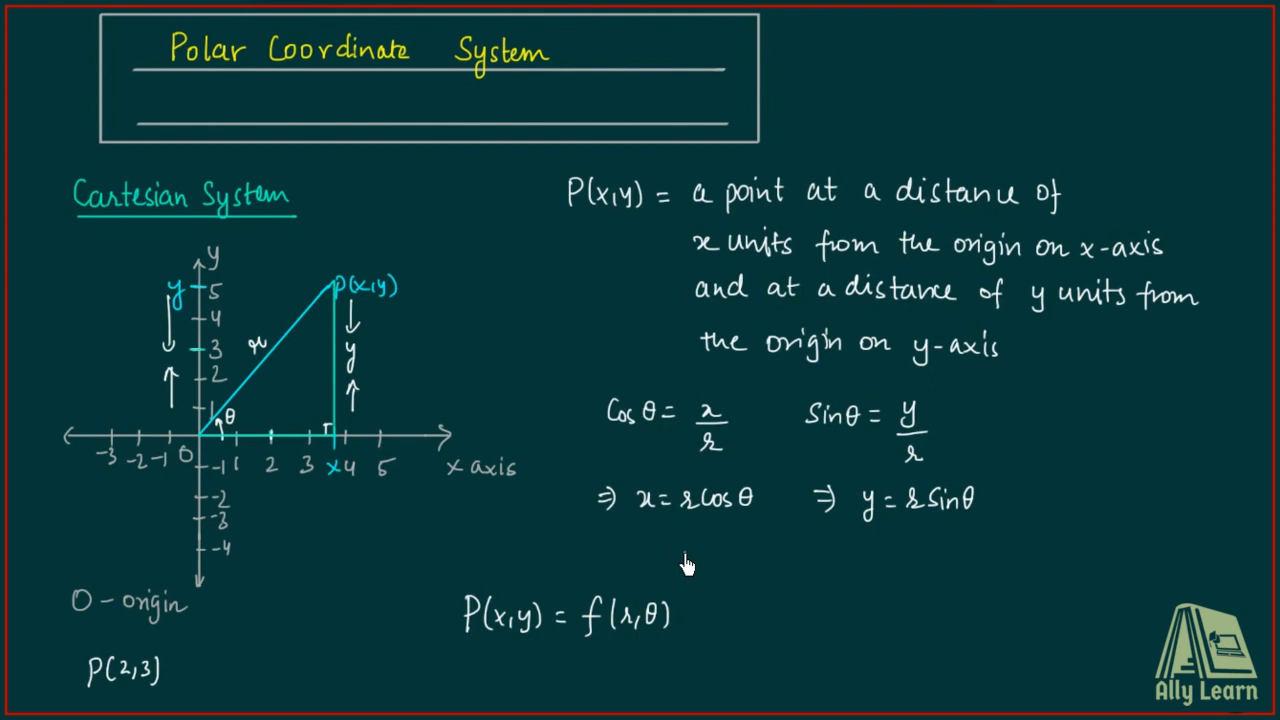 Polar Coordinate System
Cartesian System
P(x,y) = a point at a distance of
x units from the origin on x-axis
and at a distance of y units from
the origin on y-axis
y
y 5
P(x,y)
4
r
3
y
2
1
θ
-3 -2 -1 0 1 2 3 x 4 5
x axis
-1
-2
-3
-4
Cos θ = x/r
Sin θ = y/r
⇒ x = r Cos θ
⇒ y = r Sin θ
O - origin
P(x,y) = f(r,θ)
P(2,3)
ALLY LEARN